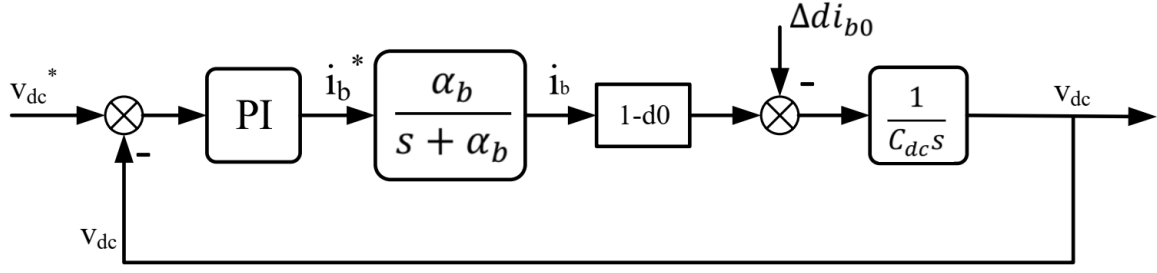 v_dc*
PI
i_b*
α_b
s + α_b
i_b
1-d0
Δdi_b0
-
1
C_dc s
v_dc
-
v_dc